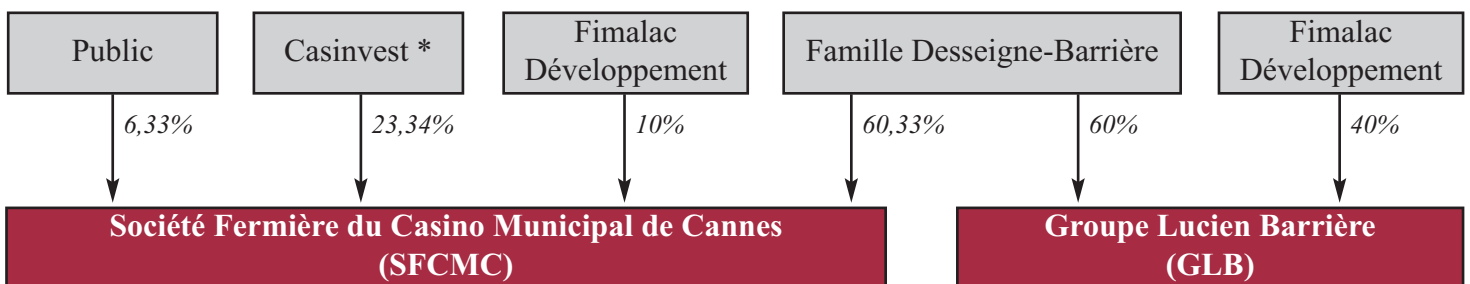 Public
Casinvest *
Fimalac
Développement
Famille Desseigne-Barrière
Fimalac
Développement
6,33%
23,34%
10%
60,33%
60%
40%
Société Fermière du Casino Municipal de Cannes
(SFCMC)
Groupe Lucien Barrière
(GLB)